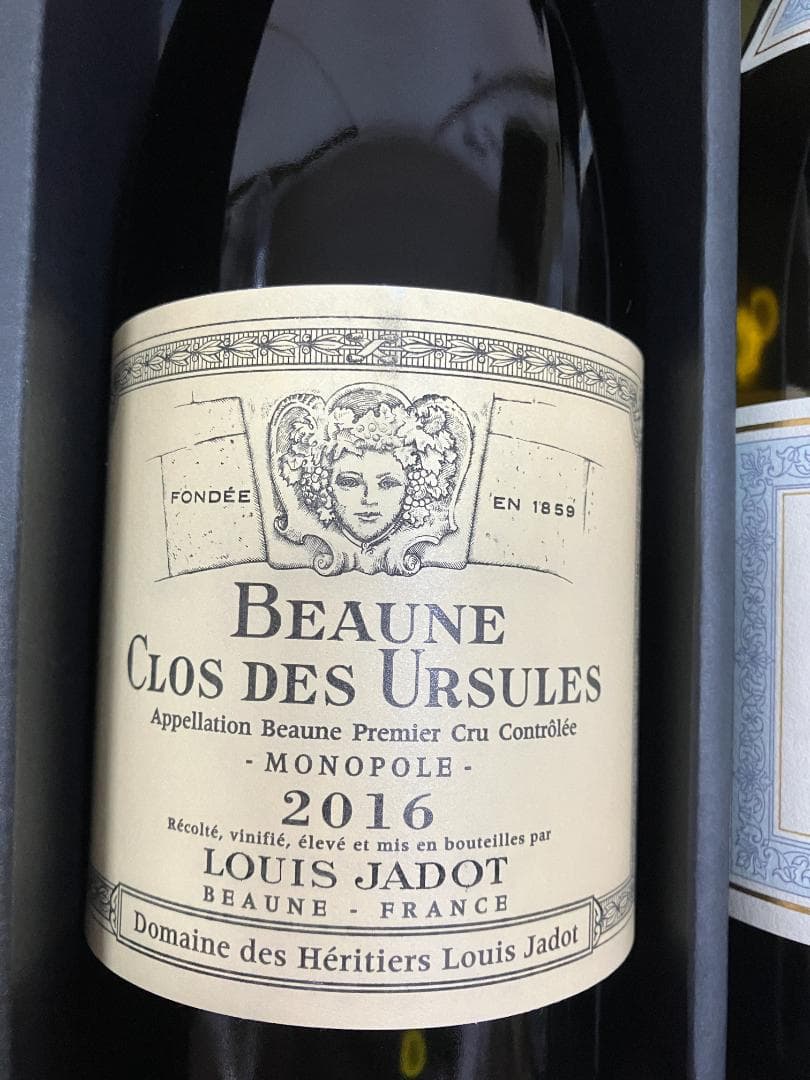 FONDÉE EN 1859
BEAUNE
CLOS DES URSULES
Appellation Beaune Premier Cru Contrôlée
- MONOPOLE -
2016
Récolté, vinifié, élevé et mis en bouteilles par
LOUIS JADOT
BEAUNE - FRANCE
Domaine des Héritiers Louis Jadot